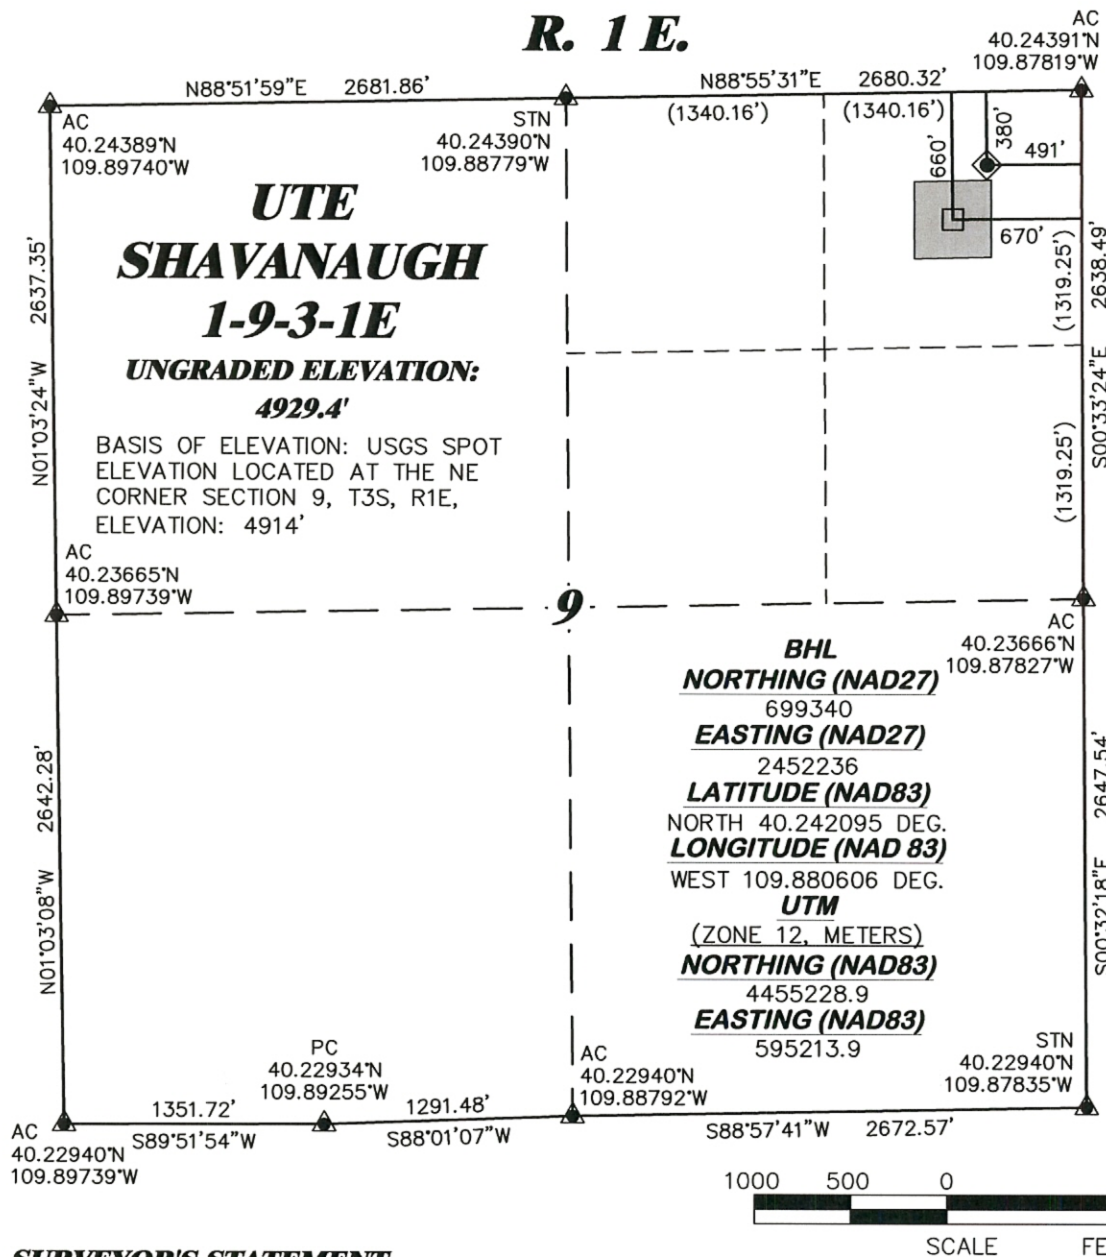 R. 1 E.
AC
40.24391°N
109.87819°W
N88°51'59"E 2681.86'
N88°55'31"E 2680.32'
(1340.16')
(1340.16')
AC
40.24389°N
109.89740°W
STN
40.24390°N
109.88779°W
660'
380'
491'
670'
UTE
SHAVANAUGH
1-9-3-1E
UNGRADED ELEVATION:
4929.4'
BASIS OF ELEVATION: USGS SPOT
ELEVATION LOCATED AT THE NE
CORNER SECTION 9, T3S, R1E,
ELEVATION: 4914'
N01°03'24"W 2637.35'
(1319.25')
(1319.25')
S00°33'24"E 2638.49'
AC
40.23665°N
109.89739°W
9
AC
40.23666°N
109.87827°W
BHL
NORTHING (NAD27)
699340
EASTING (NAD27)
2452236
LATITUDE (NAD83)
NORTH 40.242095 DEG.
LONGITUDE (NAD 83)
WEST 109.880606 DEG.
UTM
(ZONE 12, METERS)
NORTHING (NAD83)
4455228.9
EASTING (NAD83)
595213.9
N01°03'08"W 2642.28'
S00°32'18"E 2647.54'
PC
40.22934°N
109.89255°W
AC
40.22940°N
109.88792°W
STN
40.22940°N
109.87835°W
1351.72'
S89°51'54"W
1291.48'
S88°01'07"W
S88°57'41"W 2672.57'
AC
40.22940°N
109.89739°W
1000 500 0
SCALE FE
SURVEYOR'S STATEMENT